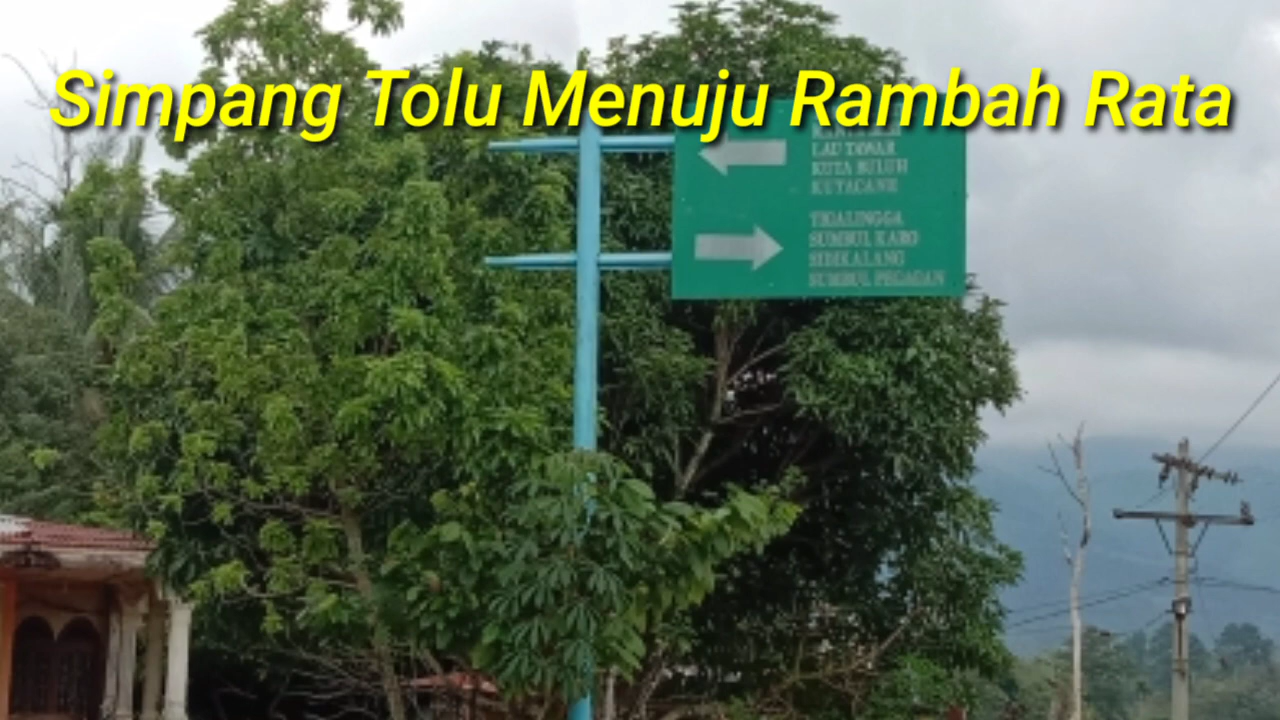 Simpang Tolu Menuju Rambah Rata
LAU TAWAR
KUTA BULUH
KUTACANE
TIGALINGGA
SUMBUL KARO
SIDIKALANG
SUMBUL PEGAGAN